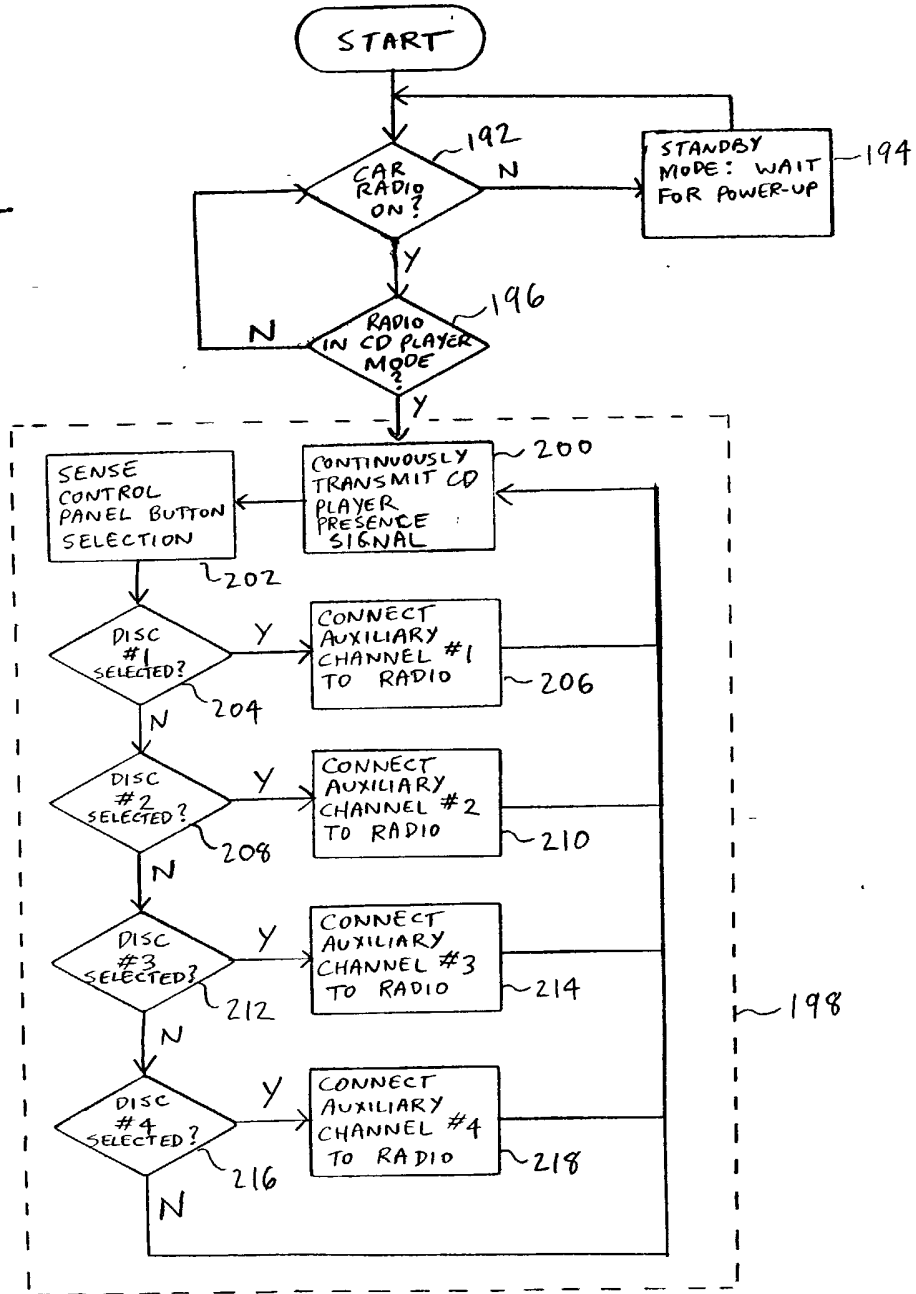 START
192
CAR
RADIO
ON?
N
STANDBY
MODE: WAIT
FOR POWER-UP
194
Y
196
RADIO
IN CD PLAYER
MODE
?
N
Y
CONTINUOUSLY
TRANSMIT CD
PLAYER
PRESENCE
SIGNAL
200
SENSE
CONTROL
PANEL BUTTON
SELECTION
202
DISC
#1
SELECTED?
204
Y
CONNECT
AUXILIARY
CHANNEL #1
TO RADIO
206
N
DISC
#2
SELECTED?
208
Y
CONNECT
AUXILIARY
CHANNEL #2
TO RADIO
210
N
DISC
#3
SELECTED?
212
Y
CONNECT
AUXILIARY
CHANNEL #3
TO RADIO
214
198
N
DISC
#4
SELECTED?
216
Y
CONNECT
AUXILIARY
CHANNEL #4
TO RADIO
218
N